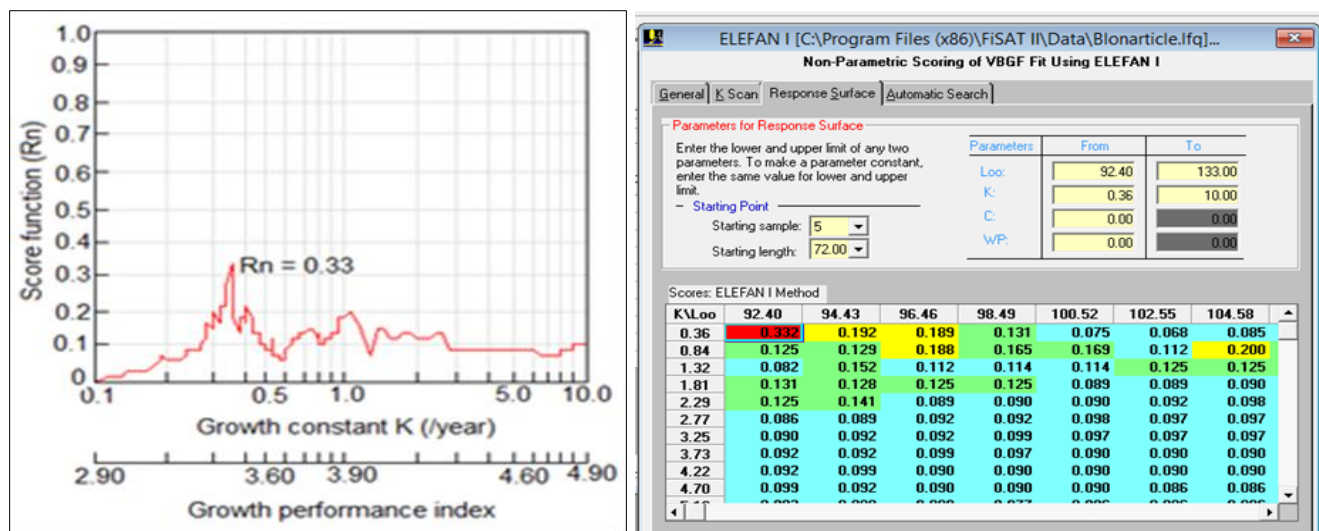 1.0
0.9
0.8
0.7
0.6
0.5
0.4
0.3
0.2
0.1
0
Score function (Rn)
Rn = 0.33
0.1 0.5 1.0 5.0 10.0
Growth constant K (/year)
2.90 3.60 3.90 4.60 4.90
Growth performance index
ELEFAN I [C:\Program Files (x86)\FiSAT II\Data\Blonarticle.lfq]...
Non-Parametric Scoring of VBGF Fit Using ELEFAN I
General K Scan Response Surface Automatic Search
Parameters for Response Surface
Enter the lower and upper limit of any two
parameters. To make a parameter constant,
enter the same value for lower and upper
limit.
Starting Point
Starting sample: 5
Starting length: 72.00
Parameters From To
Loo: 92.40 133.00
K: 0.36 10.00
C: 0.00 0.00
WP: 0.00 0.00
Scores: ELEFAN I Method
K\Loo 92.40 94.43 96.46 98.49 100.52 102.55 104.58
0.36 0.332 0.192 0.189 0.131 0.075 0.068 0.085
0.84 0.125 0.129 0.188 0.165 0.169 0.112 0.200
1.32 0.082 0.152 0.112 0.114 0.114 0.125 0.125
1.81 0.131 0.128 0.125 0.125 0.089 0.089 0.090
2.29 0.125 0.141 0.089 0.090 0.090 0.092 0.098
2.77 0.086 0.089 0.092 0.092 0.098 0.097 0.097
3.25 0.090 0.092 0.092 0.099 0.097 0.097 0.097
3.73 0.092 0.092 0.099 0.097 0.090 0.090 0.090
4.22 0.092 0.099 0.090 0.090 0.090 0.090 0.090
4.70 0.099 0.092 0.090 0.090 0.090 0.086 0.086